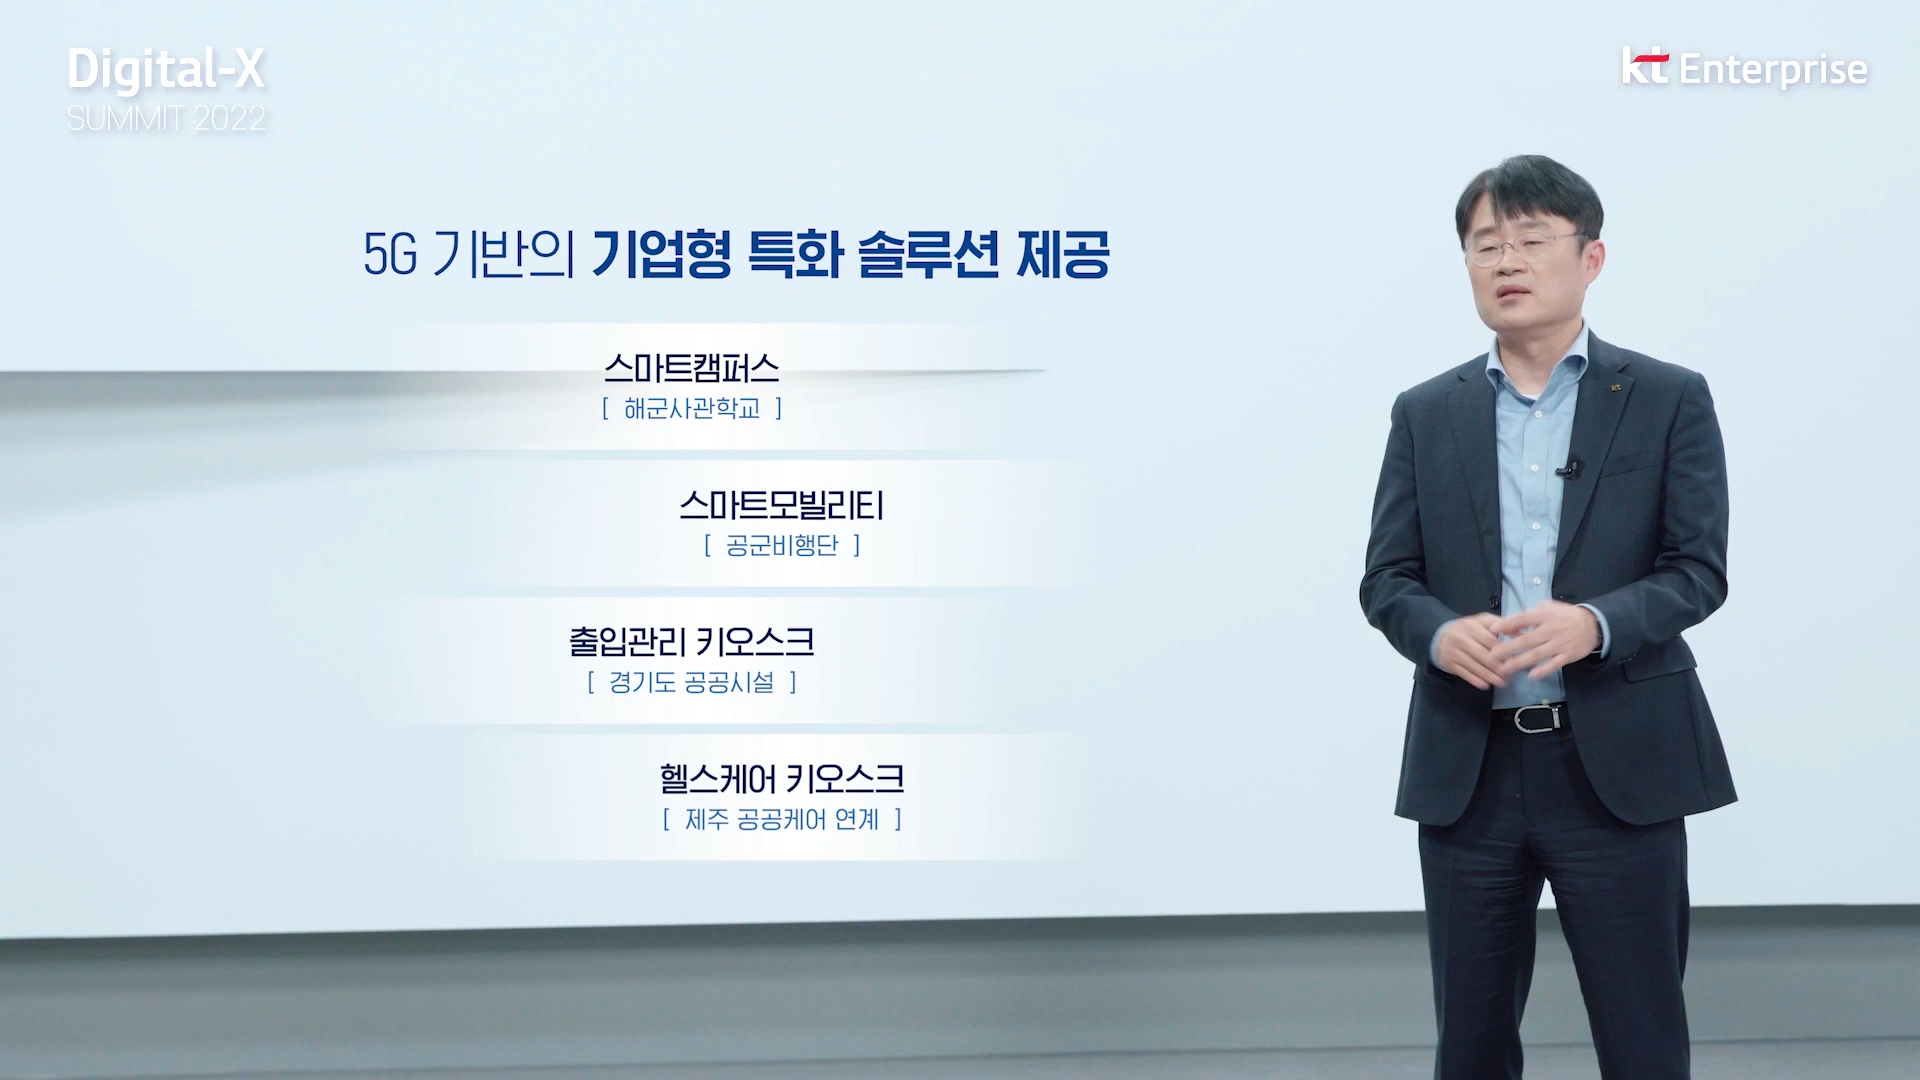 Digital-X
SUMMIT 2022
kt Enterprise
5G 기반의 기업형 특화 솔루션 제공
스마트캠퍼스
[ 해군사관학교 ]
스마트모빌리티
[ 공군비행단 ]
출입관리 키오스크
[ 경기도 공공시설 ]
헬스케어 키오스크
[ 제주 공공케어 연계 ]
kt